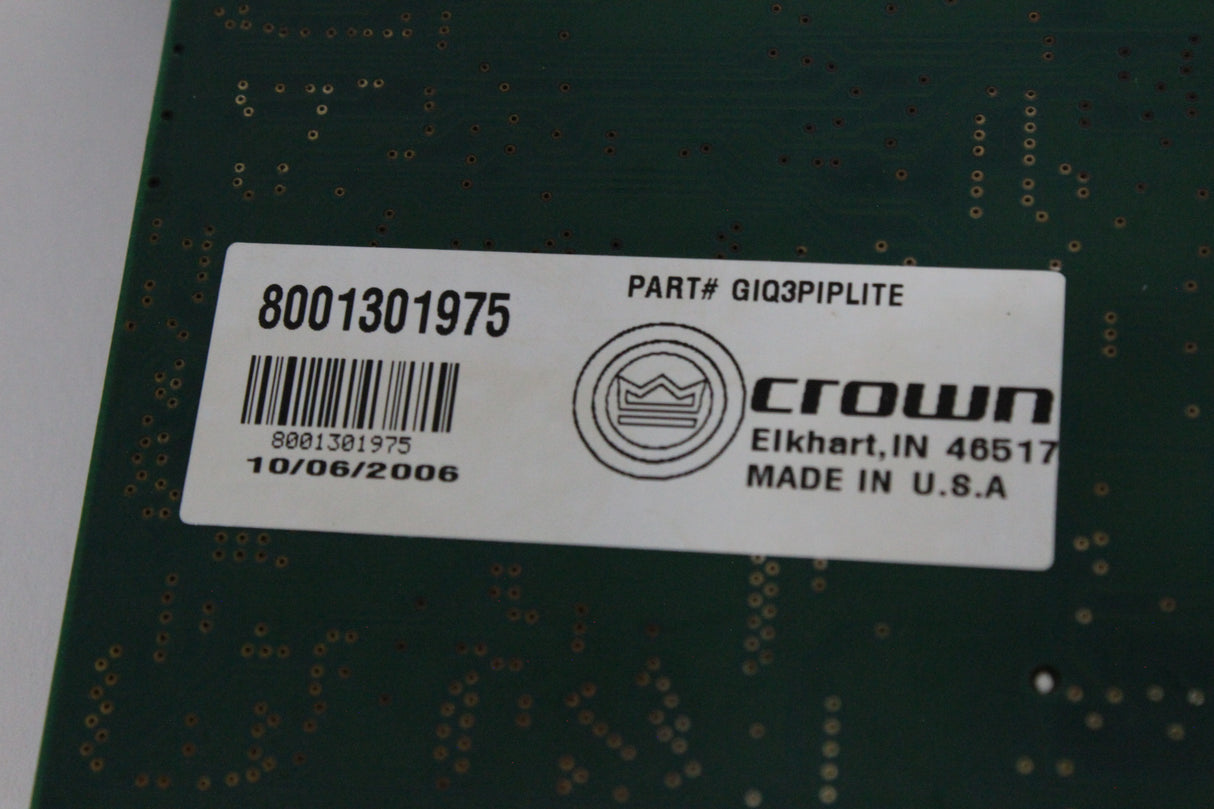 8001301975
PART# GIQ3PIPLITE
8001301975
10/06/2006
crown
Elkhart, IN 46517
MADE IN U.S.A